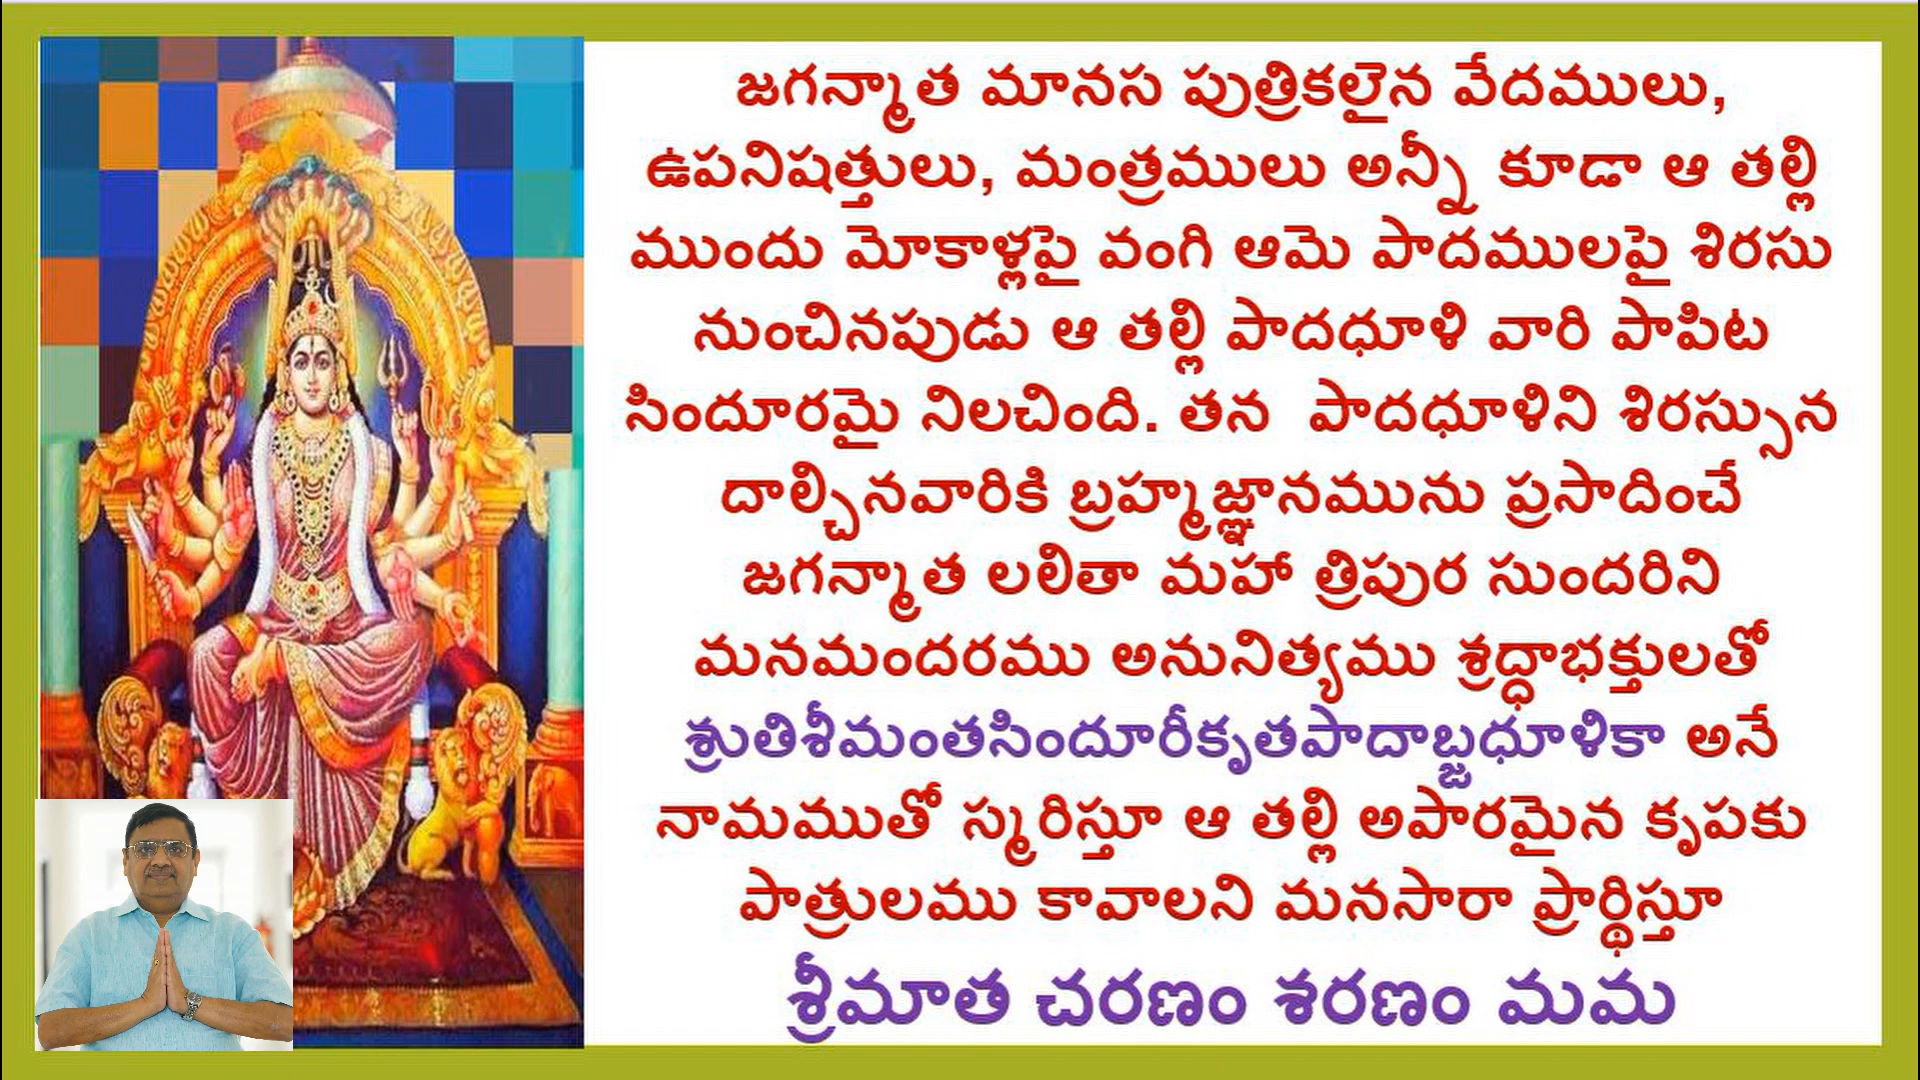 జగన్మాత మానస పుత్రికలైన వేదములు,
ఉపనిషత్తులు, మంత్రములు అన్నీ కూడా ఆ తల్లి
ముందు మోకాళ్లపై వంగి ఆమె పాదములపై శిరసు
నుంచినపుడు ఆ తల్లి పాదధూళి వారి పాపిట
సిందూరమై నిలచింది. తన పాదధూళిని శిరస్సున
దాల్చినవారికి బ్రహ్మజ్ఞానమును ప్రసాదించే
జగన్మాత లలితా మహా త్రిపుర సుందరిని
మనమందరము అనునిత్యము శ్రద్ధాభక్తులతో
శ్రుతిశీమంతసిందూరీకృతపాదాబ్జధూళికా అనే
నామముతో స్మరిస్తూ ఆ తల్లి అపారమైన కృపకు
పాత్రులము కావాలని మనసారా ప్రార్థిస్తూ
శ్రీమాత చరణం శరణం మమ